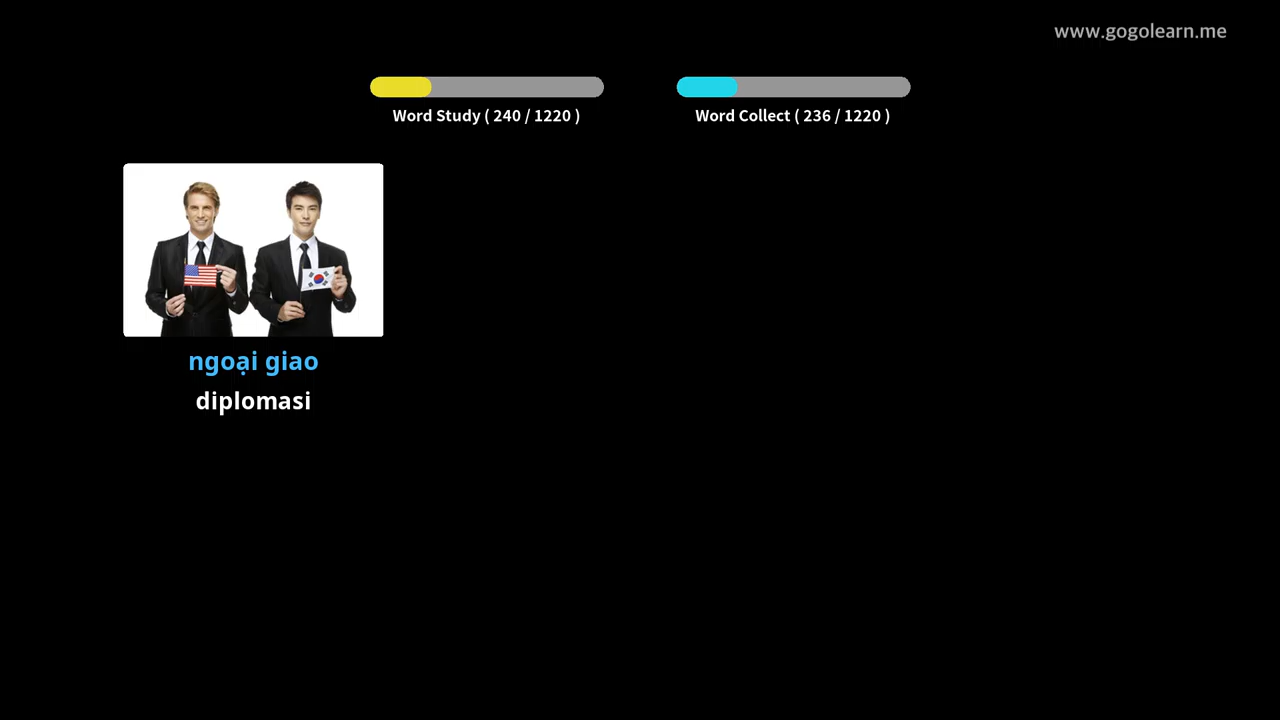 www.gogolearn.me
Word Study ( 240 / 1220 )
Word Collect ( 236 / 1220 )
ngoại giao
diplomasi